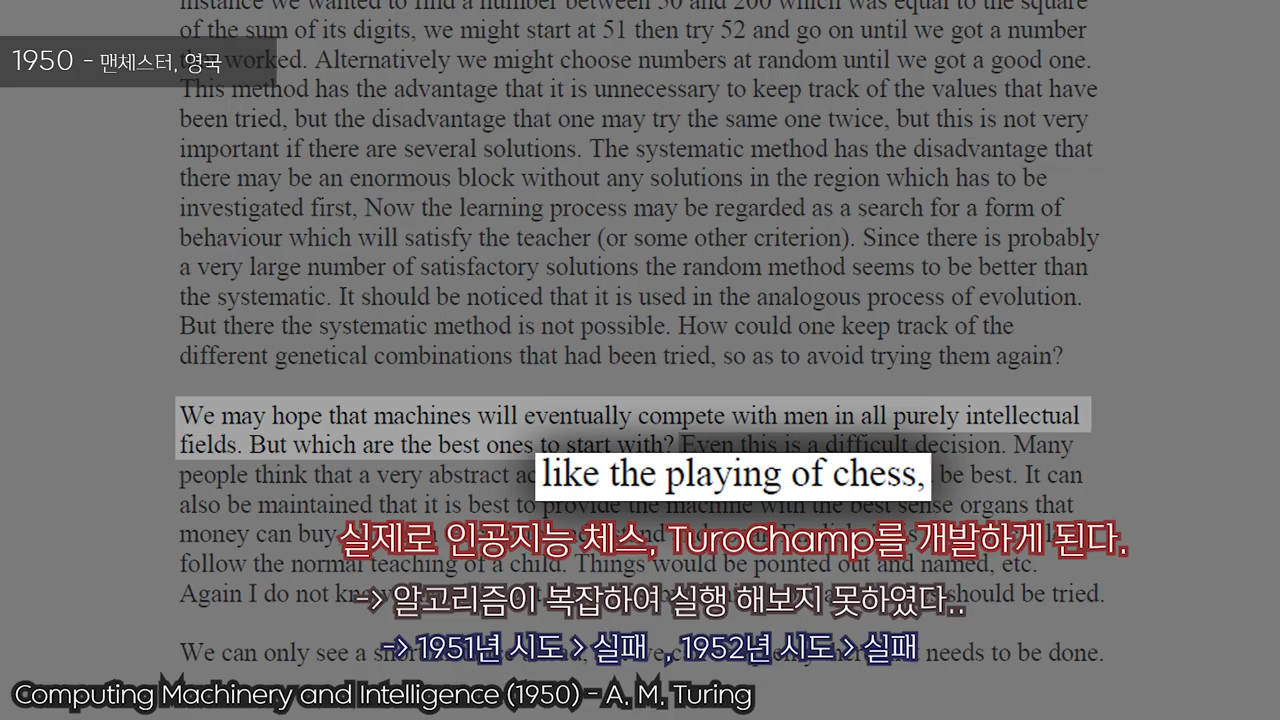 instance we wanted to find a number between 50 and 200 which was equal to the square
of the sum of its digits, we might start at 51 then try 52 and go on until we got a number
1950 - 맨체스터, 영국
worked. Alternatively we might choose numbers at random until we got a good one.
This method has the advantage that it is unnecessary to keep track of the values that have
been tried, but the disadvantage that one may try the same one twice, but this is not very
important if there are several solutions. The systematic method has the disadvantage that
there may be an enormous block without any solutions in the region which has to be
investigated first, Now the learning process may be regarded as a search for a form of
behaviour which will satisfy the teacher (or some other criterion). Since there is probably
a very large number of satisfactory solutions the random method seems to be better than
the systematic. It should be noticed that it is used in the analogous process of evolution.
But there the systematic method is not possible. How could one keep track of the
different genetical combinations that had been tried, so as to avoid trying them again?
We may hope that machines will eventually compete with men in all purely intellectual
fields. But which are the best ones to start with? Even this is a difficult decision. Many
people think that a very abstract be best. It can
like the playing of chess,
also be maintained that it is best to provide the machine with the best sense organs that
money can buy
실제로 인공지능 체스, TuroChamp를 개발하게 된다.
follow the normal teaching of a child. Things would be pointed out and named, etc.
Again I do not should be tried.
-> 알고리즘이 복잡하여 실행 해보지 못하였다..
-> 1951년 시도 > 실패 , 1952년 시도 > 실패
We can only see a needs to be done.
Computing Machinery and Intelligence (1950) - A. M. Turing